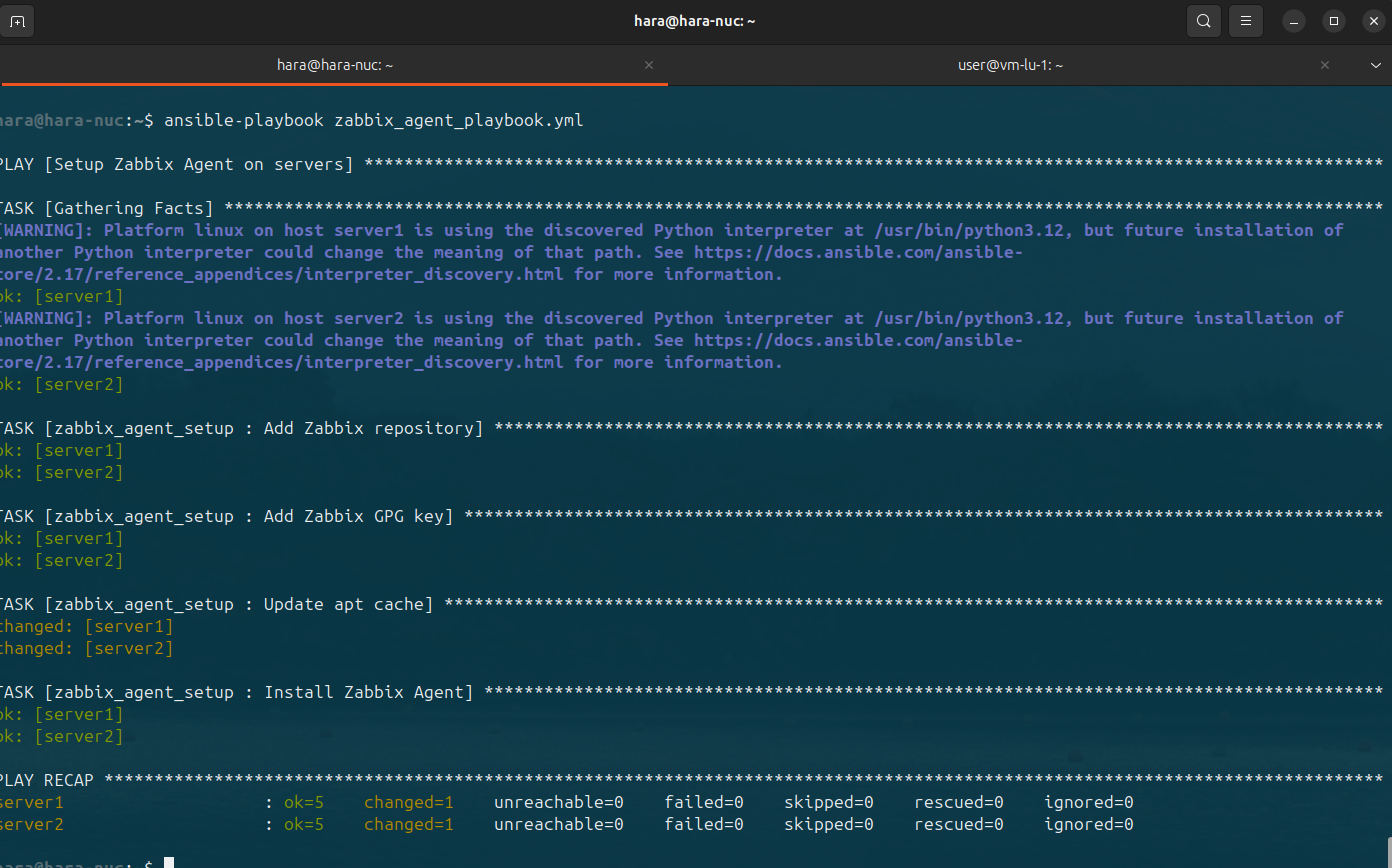 hara@hara-nuc: ~
hara@hara-nuc: ~ user@vm-lu-1: ~
hara@hara-nuc:~$ ansible-playbook zabbix_agent_playbook.yml
PLAY [Setup Zabbix Agent on servers] ******************************************************************************************************
TASK [Gathering Facts] ********************************************************************************************************************
[WARNING]: Platform linux on host server1 is using the discovered Python interpreter at /usr/bin/python3.12, but future installation of
another Python interpreter could change the meaning of that path. See https://docs.ansible.com/ansible-
core/2.17/reference_appendices/interpreter_discovery.html for more information.
ok: [server1]
[WARNING]: Platform linux on host server2 is using the discovered Python interpreter at /usr/bin/python3.12, but future installation of
another Python interpreter could change the meaning of that path. See https://docs.ansible.com/ansible-
core/2.17/reference_appendices/interpreter_discovery.html for more information.
ok: [server2]
TASK [zabbix_agent_setup : Add Zabbix repository] *****************************************************************************************
ok: [server1]
ok: [server2]
TASK [zabbix_agent_setup : Add Zabbix GPG key] ********************************************************************************************
ok: [server1]
ok: [server2]
TASK [zabbix_agent_setup : Update apt cache] **********************************************************************************************
changed: [server1]
changed: [server2]
TASK [zabbix_agent_setup : Install Zabbix Agent] ******************************************************************************************
ok: [server1]
ok: [server2]
PLAY RECAP ********************************************************************************************************************************
server1 : ok=5 changed=1 unreachable=0 failed=0 skipped=0 rescued=0 ignored=0
server2 : ok=5 changed=1 unreachable=0 failed=0 skipped=0 rescued=0 ignored=0
hara@hara-nuc:~$